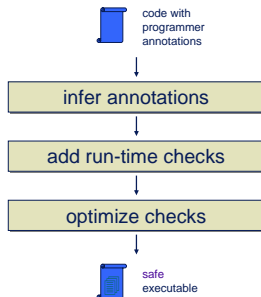 code with
programmer
annotations
infer annotations
add run-time checks
optimize checks
safe
executable